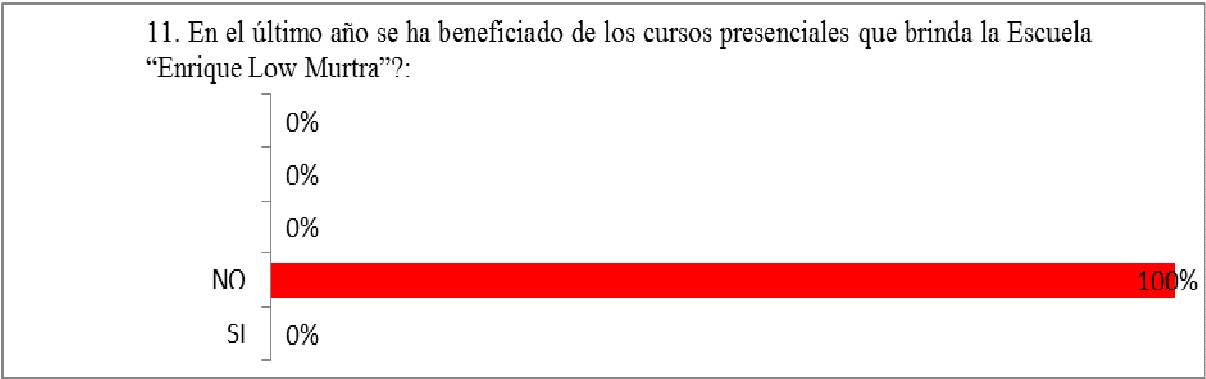 11. En el último año se ha beneficiado de los cursos presenciales que brinda la Escuela
“Enrique Low Murtra”?:
0%
0%
0%
NO 100%
SI 0%